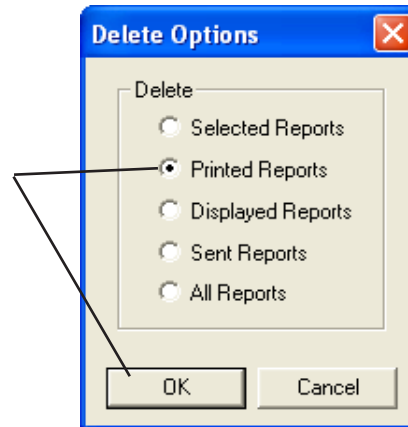 Delete Options
Delete
Selected Reports
Printed Reports
Displayed Reports
Sent Reports
All Reports
OK Cancel